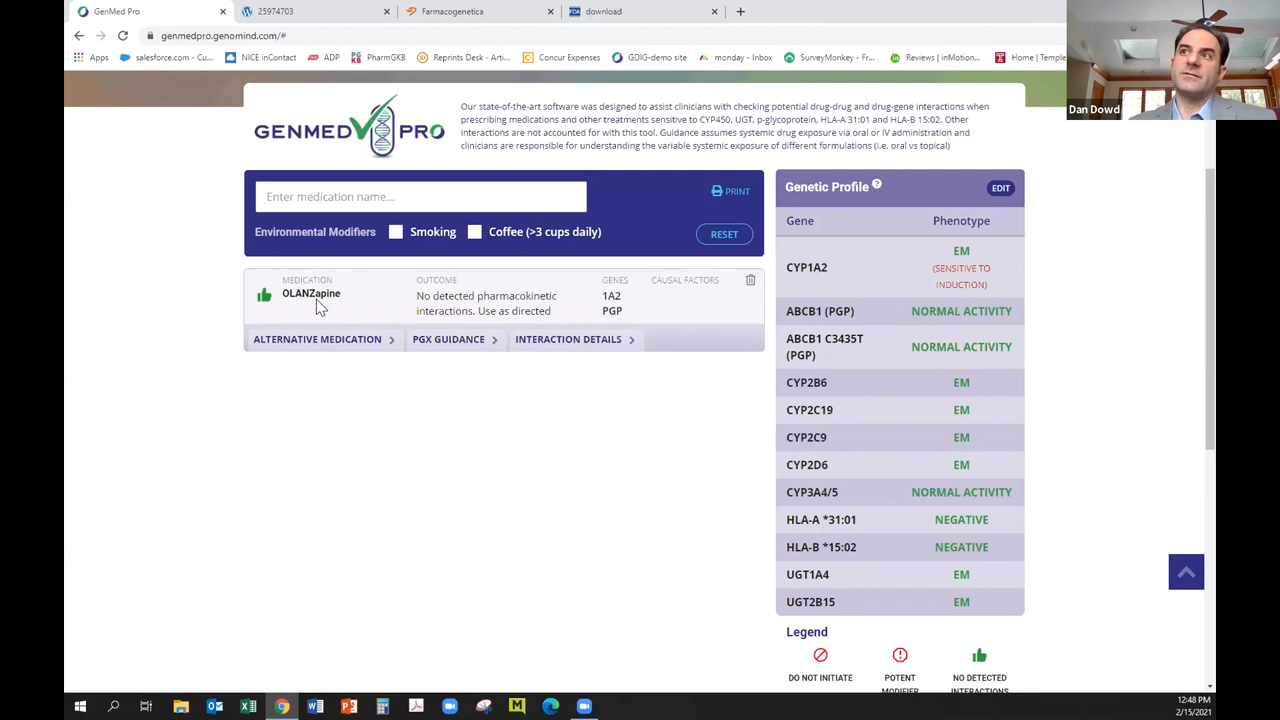 GenMed Pro
25974703
Farmacogenetica
FDA
download
genmedpro.genomind.com/#
Apps
salesforce.com - Cu...
NICE inContact
ADP
PharmGKB
Reprints Desk - Arti...
Concur Expenses
GDIG-demo site
monday - Inbox
SurveyMonkey - Fr...
Reviews | inMotion...
Home | Templ
Dan Dowd
GENMED PRO
Our state-of-the-art software was designed to assist clinicians with checking potential drug-drug and drug-gene interactions when
prescribing medications and other treatments sensitive to CYP450, UGT, p-glycoprotein, HLA-A 31:01 and HLA-B 15:02. Other
interactions are not accounted for with this tool. Guidance assumes systemic drug exposure via oral or IV administration and
clinicians are responsible for understanding the variable systemic exposure of different formulations (i.e. oral vs topical)
Enter medication name...
PRINT
Environmental Modifiers
Smoking
Coffee (>3 cups daily)
RESET
MEDICATION
OUTCOME
GENES
CAUSAL FACTORS
OLANZapine
No detected pharmacokinetic
interactions. Use as directed
1A2
PGP
ALTERNATIVE MEDICATION
PGX GUIDANCE
INTERACTION DETAILS
Genetic Profile ?
EDIT
Gene
Phenotype
CYP1A2
EM
(SENSITIVE TO
INDUCTION)
ABCB1 (PGP)
NORMAL ACTIVITY
ABCB1 C3435T
(PGP)
NORMAL ACTIVITY
CYP2B6
EM
CYP2C19
EM
CYP2C9
EM
CYP2D6
EM
CYP3A4/5
NORMAL ACTIVITY
HLA-A *31:01
NEGATIVE
HLA-B *15:02
NEGATIVE
UGT1A4
EM
UGT2B15
EM
Legend
DO NOT INITIATE
POTENT
MODIFIER
NO DETECTED
INTERACTIONS
12:48 PM
2/15/2021